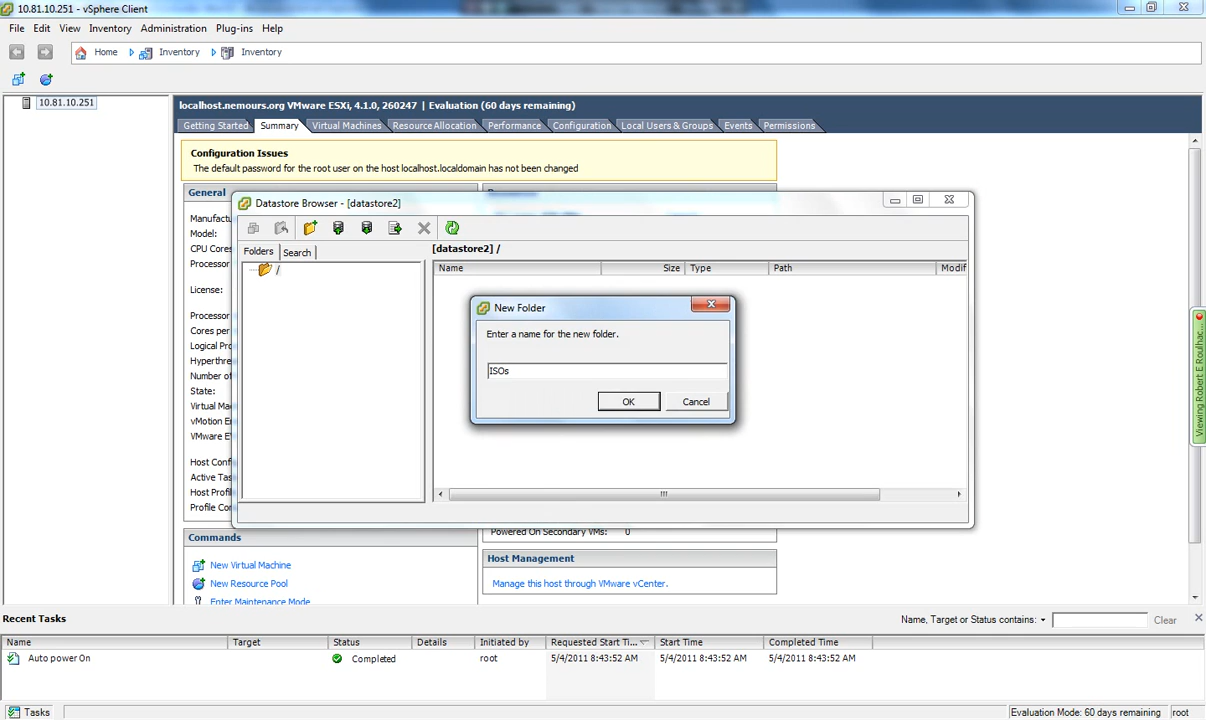 10.81.10.251 - vSphere Client
File Edit View Inventory Administration Plug-ins Help
Home Inventory Inventory
10.81.10.251
localhost.nemours.org VMware ESXi, 4.1.0, 260247 | Evaluation (60 days remaining)
Getting Started Summary Virtual Machines Resource Allocation Performance Configuration Local Users & Groups Events Permissions
Configuration Issues
The default password for the root user on the host localhost.localdomain has not been changed
General
Manufactu
Model:
CPU Cores
Processor
License:
Processor
Cores per
Logical Pro
Hyperthre
Number of
State:
Virtual Ma
vMotion E
VMware E
Host Confi
Active Tas
Host Profil
Profile Co
Datastore Browser - [datastore2]
Folders Search
/
[datastore2] /
Name Size Type Path Modif
New Folder
Enter a name for the new folder.
ISOs
OK Cancel
Powered On Secondary VMs: 0
Commands
New Virtual Machine
New Resource Pool
Enter Maintenance Mode
Host Management
Manage this host through VMware vCenter.
Viewing Robert E Roulhac...
Recent Tasks
Name, Target or Status contains: Clear
Name Target Status Details Initiated by Requested Start Ti... Start Time Completed Time
Auto power On Completed root 5/4/2011 8:43:52 AM 5/4/2011 8:43:52 AM 5/4/2011 8:43:52 AM
Tasks
Evaluation Mode: 60 days remaining root